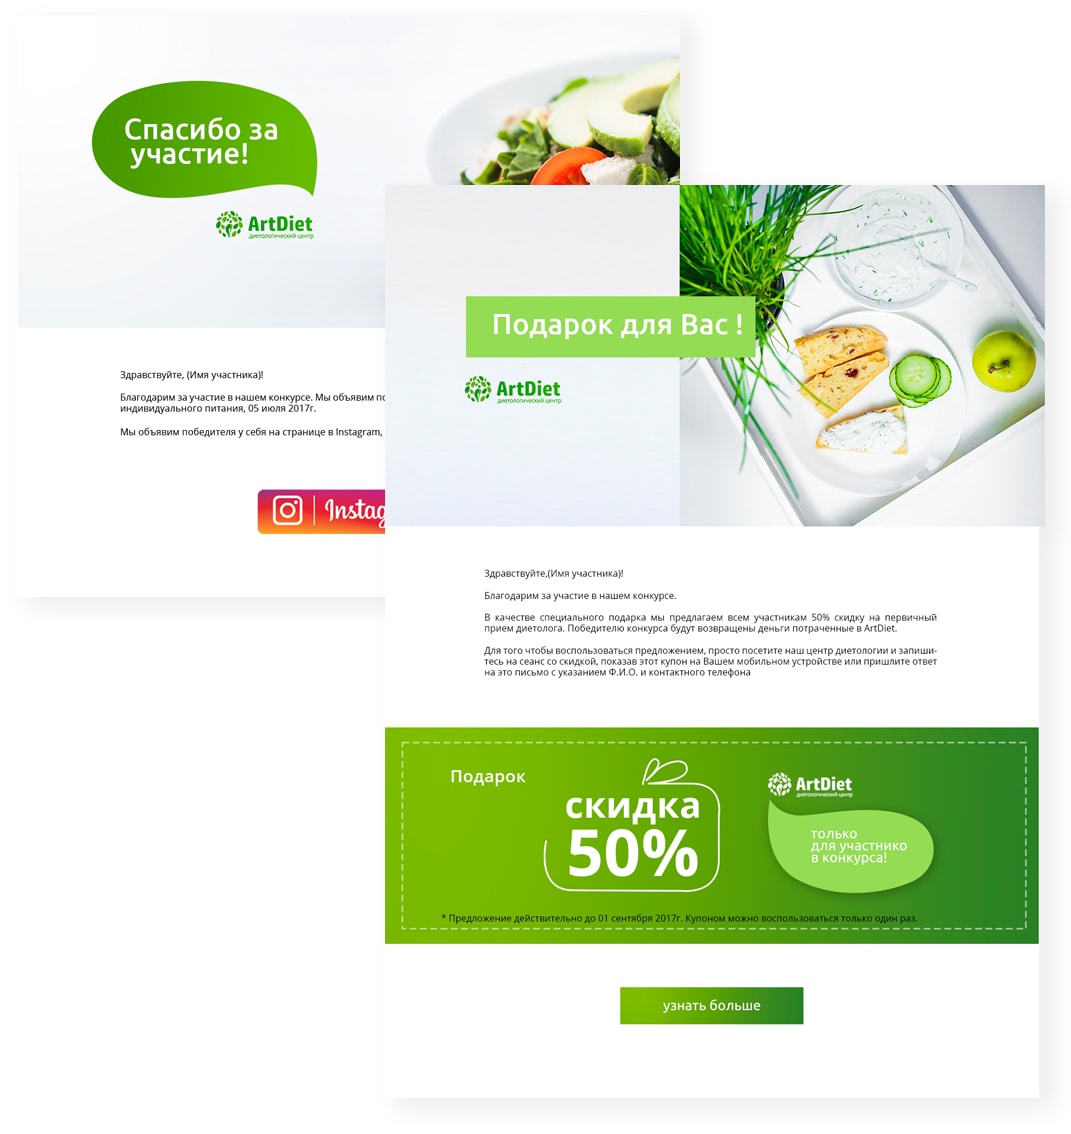 Спасибо за
участие!
ArtDiet
диетологический центр
Здравствуйте, (Имя участника)!
Благодарим за участие в нашем конкурсе. Мы объявим
индивидуального питания, 05 июля 2017г.
Мы объявим победителя у себя на странице в Instagram,
Подарок для Вас !
ArtDiet
диетологический центр
Здравствуйте,(Имя участника)!
Благодарим за участие в нашем конкурсе.
В качестве специального подарка мы предлагаем всем участникам 50% скидку на первичный
прием диетолога. Победителю конкурса будут возвращены деньги потраченные в ArtDiet.
Для того чтобы воспользоваться предложением, просто посетите наш центр диетологии и запиши-
тесь на сеанс со скидкой, показав этот купон на Вашем мобильном устройстве или пришлите ответ
на это письмо с указанием Ф.И.О. и контактного телефона
Подарок
скидка
50%
ArtDiet
диетологический центр
только
для участнико
в конкурса!
* Предложение действительно до 01 сентября 2017г. Купоном можно воспользоваться только один раз.
узнать больше